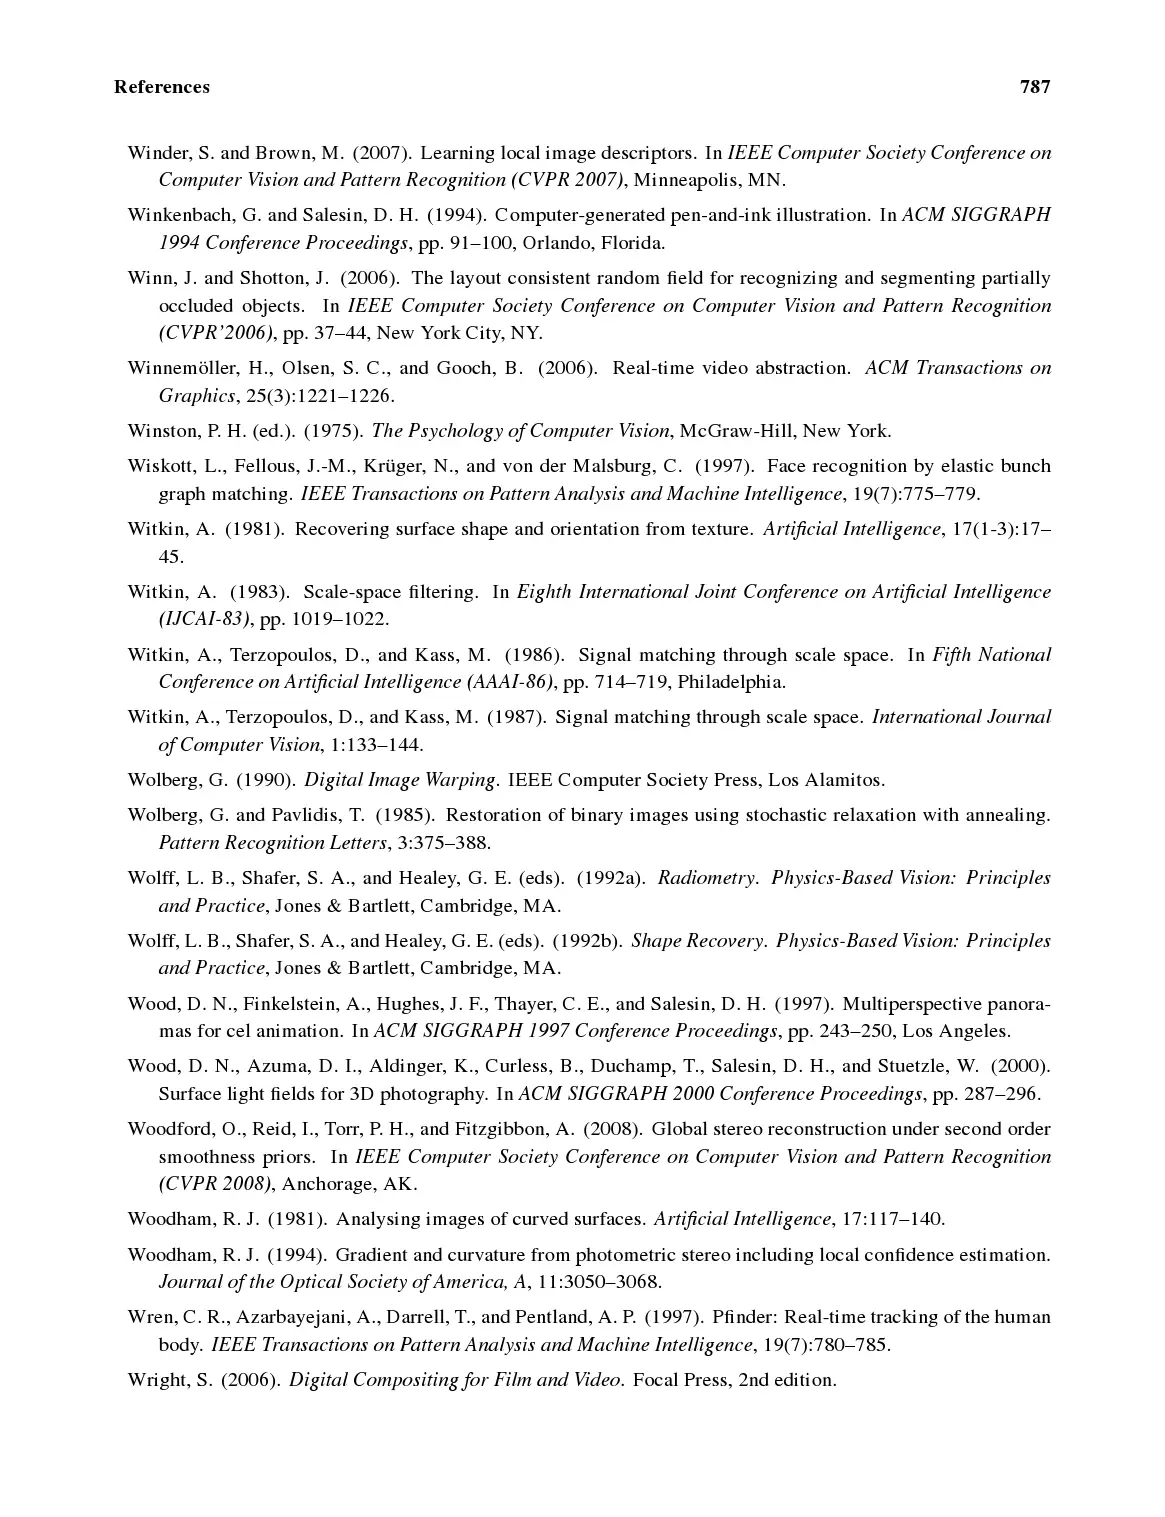 References 787
Winder, S. and Brown, M. (2007). Learning local image descriptors. In IEEE Computer Society Conference on
Computer Vision and Pattern Recognition (CVPR 2007), Minneapolis, MN.
Winkenbach, G. and Salesin, D. H. (1994). Computer-generated pen-and-ink illustration. In ACM SIGGRAPH
1994 Conference Proceedings, pp. 91–100, Orlando, Florida.
Winn, J. and Shotton, J. (2006). The layout consistent random field for recognizing and segmenting partially
occluded objects. In IEEE Computer Society Conference on Computer Vision and Pattern Recognition
(CVPR'2006), pp. 37–44, New York City, NY.
Winnemöller, H., Olsen, S. C., and Gooch, B. (2006). Real-time video abstraction. ACM Transactions on
Graphics, 25(3):1221–1226.
Winston, P. H. (ed.). (1975). The Psychology of Computer Vision, McGraw-Hill, New York.
Wiskott, L., Fellous, J.-M., Krüger, N., and von der Malsburg, C. (1997). Face recognition by elastic bunch
graph matching. IEEE Transactions on Pattern Analysis and Machine Intelligence, 19(7):775–779.
Witkin, A. (1981). Recovering surface shape and orientation from texture. Artificial Intelligence, 17(1-3):17–
45.
Witkin, A. (1983). Scale-space filtering. In Eighth International Joint Conference on Artificial Intelligence
(IJCAI-83), pp. 1019–1022.
Witkin, A., Terzopoulos, D., and Kass, M. (1986). Signal matching through scale space. In Fifth National
Conference on Artificial Intelligence (AAAI-86), pp. 714–719, Philadelphia.
Witkin, A., Terzopoulos, D., and Kass, M. (1987). Signal matching through scale space. International Journal
of Computer Vision, 1:133–144.
Wolberg, G. (1990). Digital Image Warping. IEEE Computer Society Press, Los Alamitos.
Wolberg, G. and Pavlidis, T. (1985). Restoration of binary images using stochastic relaxation with annealing.
Pattern Recognition Letters, 3:375–388.
Wolff, L. B., Shafer, S. A., and Healey, G. E. (eds). (1992a). Radiometry. Physics-Based Vision: Principles
and Practice, Jones & Bartlett, Cambridge, MA.
Wolff, L. B., Shafer, S. A., and Healey, G. E. (eds). (1992b). Shape Recovery. Physics-Based Vision: Principles
and Practice, Jones & Bartlett, Cambridge, MA.
Wood, D. N., Finkelstein, A., Hughes, J. F., Thayer, C. E., and Salesin, D. H. (1997). Multiperspective panora-
mas for cel animation. In ACM SIGGRAPH 1997 Conference Proceedings, pp. 243–250, Los Angeles.
Wood, D. N., Azuma, D. I., Aldinger, K., Curless, B., Duchamp, T., Salesin, D. H., and Stuetzle, W. (2000).
Surface light fields for 3D photography. In ACM SIGGRAPH 2000 Conference Proceedings, pp. 287–296.
Woodford, O., Reid, I., Torr, P. H., and Fitzgibbon, A. (2008). Global stereo reconstruction under second order
smoothness priors. In IEEE Computer Society Conference on Computer Vision and Pattern Recognition
(CVPR 2008), Anchorage, AK.
Woodham, R. J. (1981). Analysing images of curved surfaces. Artificial Intelligence, 17:117–140.
Woodham, R. J. (1994). Gradient and curvature from photometric stereo including local confidence estimation.
Journal of the Optical Society of America, A, 11:3050–3068.
Wren, C. R., Azarbayejani, A., Darrell, T., and Pentland, A. P. (1997). Pfinder: Real-time tracking of the human
body. IEEE Transactions on Pattern Analysis and Machine Intelligence, 19(7):780–785.
Wright, S. (2006). Digital Compositing for Film and Video. Focal Press, 2nd edition.